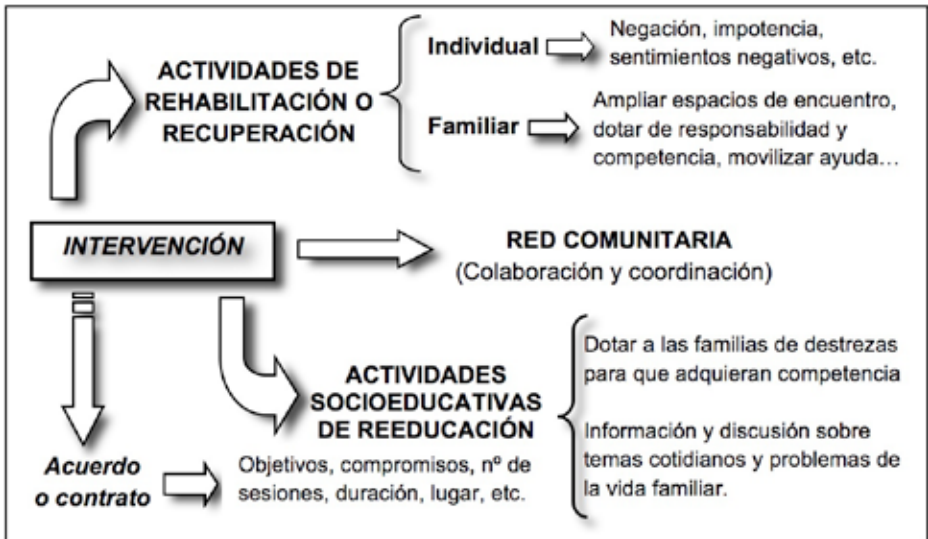 ACTIVIDADES DE
REHABILITACIÓN O
RECUPERACIÓN
Individual
Negación, impotencia,
sentimientos negativos, etc.
Familiar
Ampliar espacios de encuentro,
dotar de responsabilidad y
competencia, movilizar ayuda…
INTERVENCIÓN
RED COMUNITARIA
(Colaboración y coordinación)
ACTIVIDADES
SOCIOEDUCATIVAS
DE REEDUCACIÓN
Dotar a las familias de destrezas
para que adquieran competencia
Información y discusión sobre
temas cotidianos y problemas de
la vida familiar.
Acuerdo
o contrato
Objetivos, compromisos, nº de
sesiones, duración, lugar, etc.